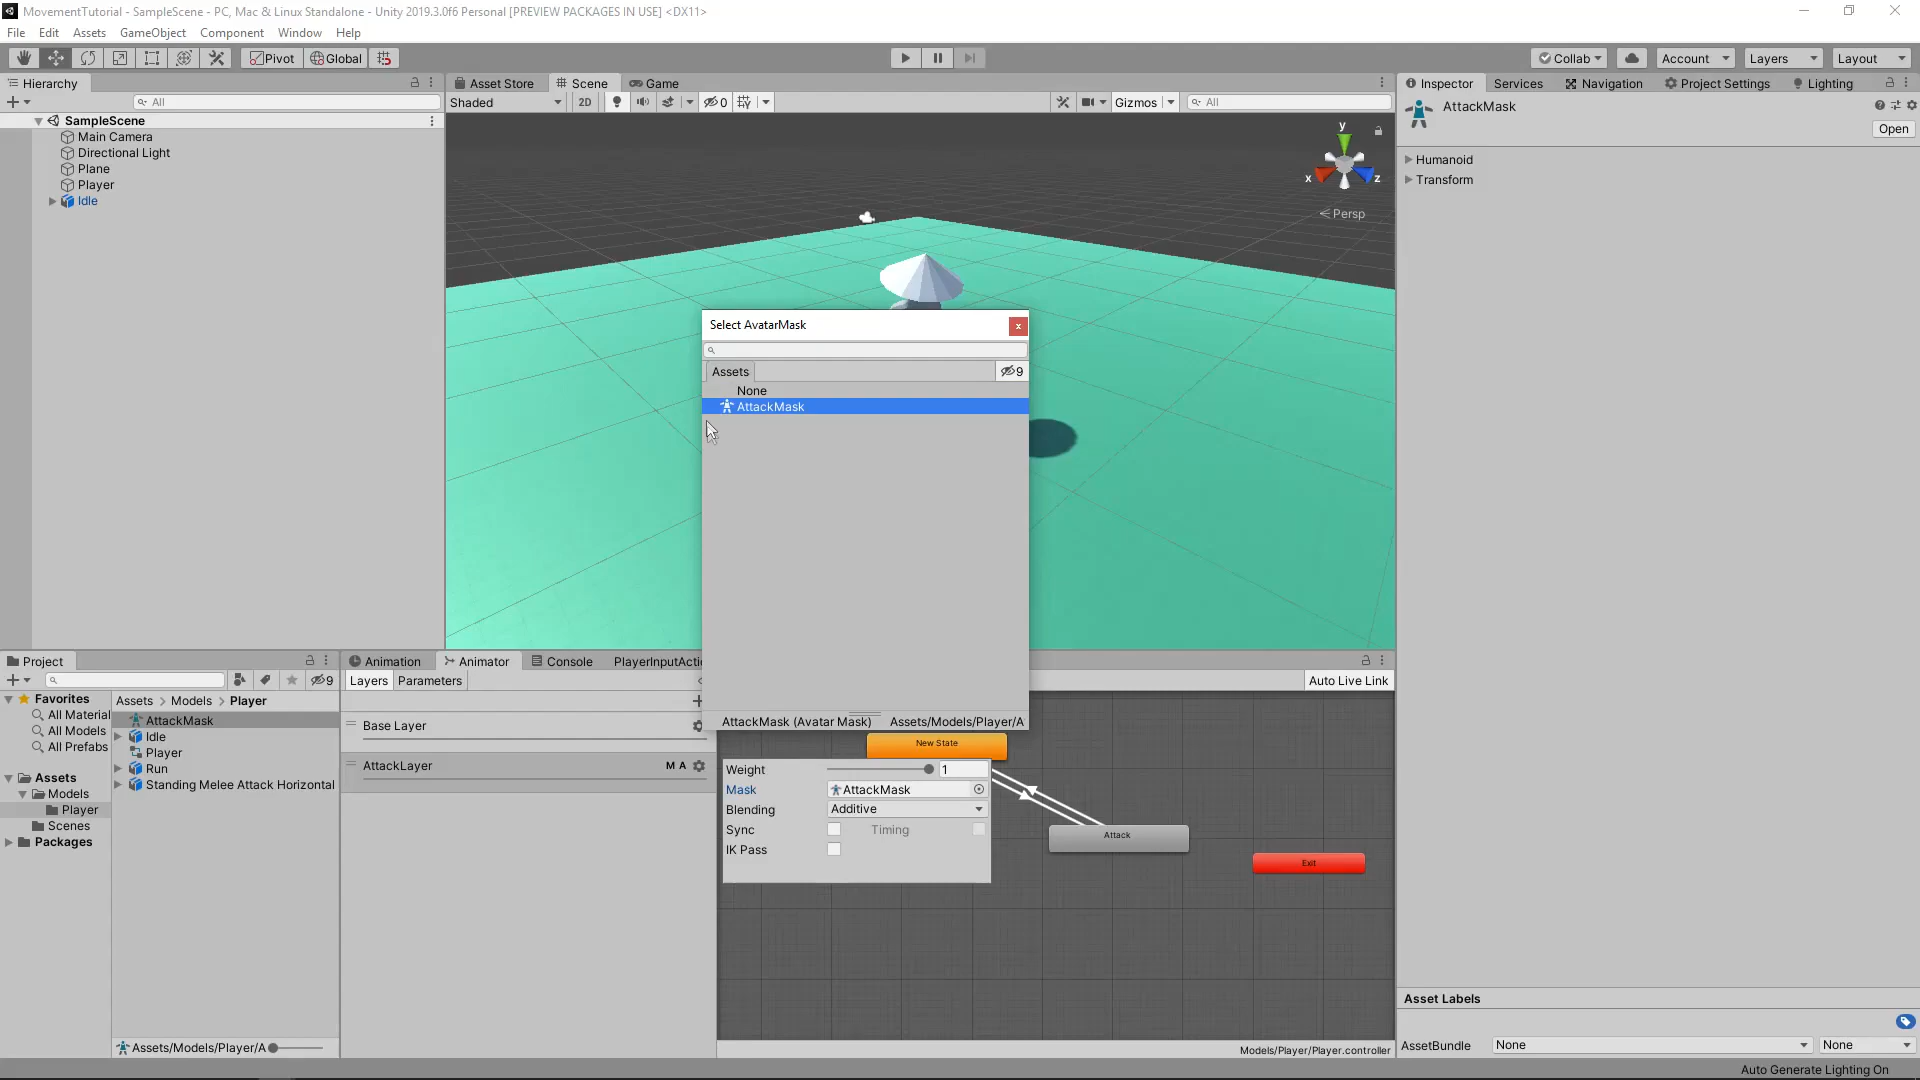 MovementTutorial - SampleScene - PC, Mac & Linux Standalone - Unity 2019.3.0f6 Personal [PREVIEW PACKAGES IN USE] <DX11>
File Edit Assets GameObject Component Window Help
Pivot Global Collab Account Layers Layout
Hierarchy
All
SampleScene
Main Camera
Directional Light
Plane
Player
Idle
Asset Store Scene Game
Shaded 2D 0 Gizmos All
y
x
z
Persp
Inspector Services Navigation Project Settings Lighting
AttackMask
Open
Humanoid
Transform
Select AvatarMask
x
Assets 9
None
AttackMask
AttackMask (Avatar Mask) Assets/Models/Player/A
Project
9
Favorites
All Material
All Models
All Prefabs
Assets
Models
Player
Scenes
Packages
Assets > Models > Player
AttackMask
Idle
Player
Run
Standing Melee Attack Horizontal
Assets/Models/Player/A
Animation Animator Console PlayerInputActi
Layers Parameters Auto Live Link
Base Layer
AttackLayer M A
New State
Weight 1
Mask AttackMask
Blending Additive
Sync Timing
IK Pass
Attack
Exit
Models/Player/Player.controller
Asset Labels
AssetBundle None None
Auto Generate Lighting On